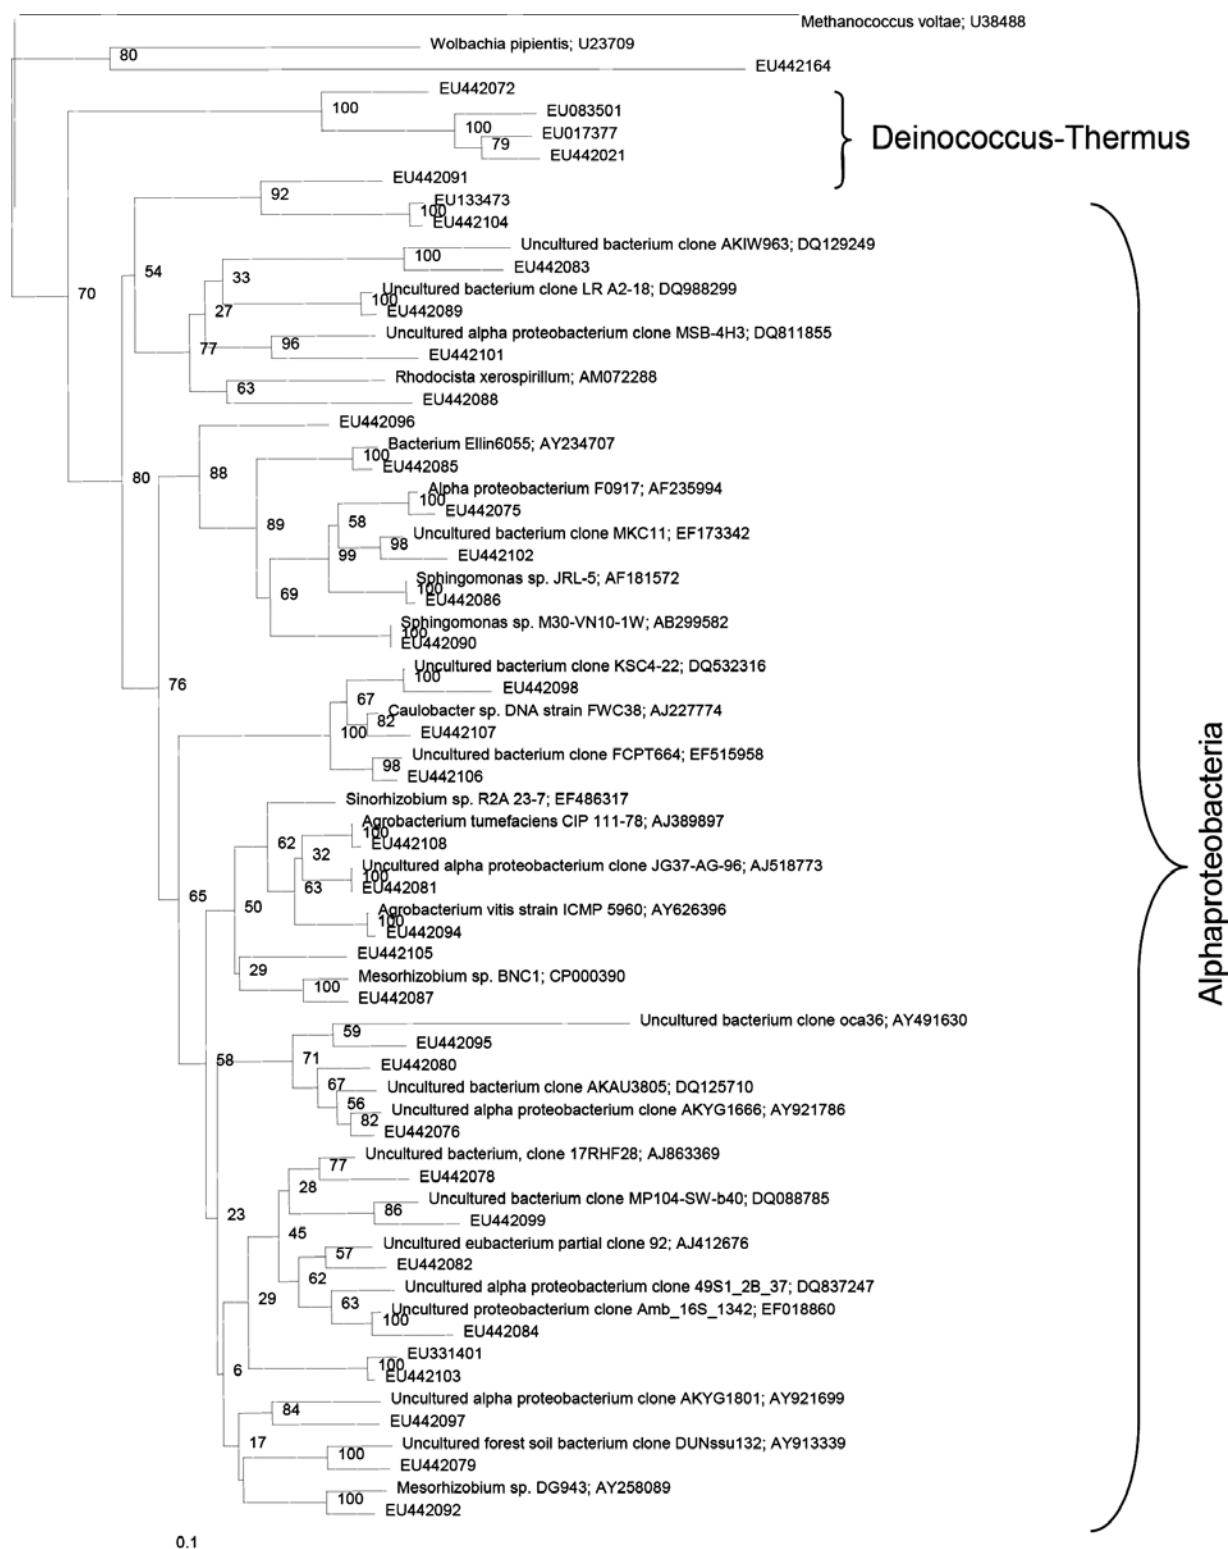 Methanococcus voltae; U38488
Wolbachia pipientis; U23709
80
EU442164
EU442072
100
EU083501
100
EU017377
79
EU442021
Deinococcus-Thermus
EU442091
92
EU133473
100
EU442104
Uncultured bacterium clone AKIW963; DQ129249
100
EU442083
54
33
Uncultured bacterium clone LR A2-18; DQ988299
100
EU442089
70
27
Uncultured alpha proteobacterium clone MSB-4H3; DQ811855
96
77
EU442101
Rhodocista xerospirillum; AM072288
63
EU442088
EU442096
Bacterium Ellin6055; AY234707
100
EU442085
80
88
Alpha proteobacterium F0917; AF235994
100
EU442075
58
89
Uncultured bacterium clone MKC11; EF173342
98
99
EU442102
Sphingomonas sp. JRL-5; AF181572
100
69
EU442086
Sphingomonas sp. M30-VN10-1W; AB299582
100
EU442090
Uncultured bacterium clone KSC4-22; DQ532316
100
76
EU442098
67
Caulobacter sp. DNA strain FWC38; AJ227774
82
100
EU442107
Uncultured bacterium clone FCPT664; EF515958
98
EU442106
Sinorhizobium sp. R2A 23-7; EF486317
Agrobacterium tumefaciens CIP 111-78; AJ389897
100
62
EU442108
32
Uncultured alpha proteobacterium clone JG37-AG-96; AJ518773
100
63
EU442081
65
50
Agrobacterium vitis strain ICMP 5960; AY626396
100
EU442094
EU442105
29
Mesorhizobium sp. BNC1; CP000390
100
EU442087
Uncultured bacterium clone oca36; AY491630
59
EU442095
58
71
EU442080
67
Uncultured bacterium clone AKAU3805; DQ125710
56
Uncultured alpha proteobacterium clone AKYG1666; AY921786
82
EU442076
Uncultured bacterium, clone 17RHF28; AJ863369
77
EU442078
28
Uncultured bacterium clone MP104-SW-b40; DQ088785
86
23
EU442099
45
Uncultured eubacterium partial clone 92; AJ412676
57
EU442082
62
Uncultured alpha proteobacterium clone 49S1_2B_37; DQ837247
29
63
Uncultured proteobacterium clone Amb_16S_1342; EF018860
100
EU442084
EU331401
100
6
EU442103
Uncultured alpha proteobacterium clone AKYG1801; AY921699
84
EU442097
17
Uncultured forest soil bacterium clone DUNssu132; AY913339
100
EU442079
Mesorhizobium sp. DG943; AY258089
100
EU442092
0.1
Alphaproteobacteria